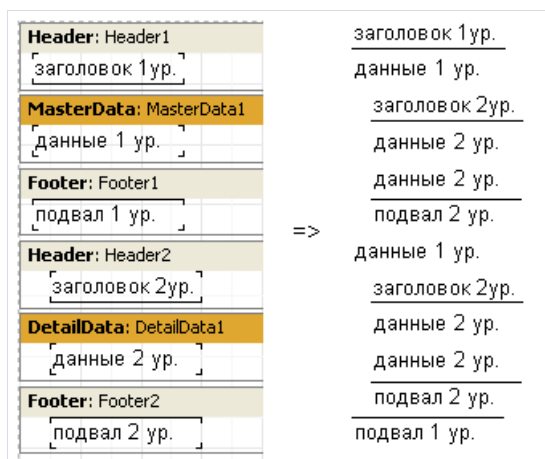 Header: Header1
заголовок 1ур.
MasterData: MasterData1
данные 1 ур.
Footer: Footer1
подвал 1 ур.
Header: Header2
заголовок 2ур.
DetailData: DetailData1
данные 2 ур.
Footer: Footer2
подвал 2 ур.
=>
заголовок 1ур.
данные 1 ур.
заголовок 2ур.
данные 2 ур.
данные 2 ур.
подвал 2 ур.
данные 1 ур.
заголовок 2ур.
данные 2 ур.
данные 2 ур.
подвал 2 ур.
подвал 1 ур.